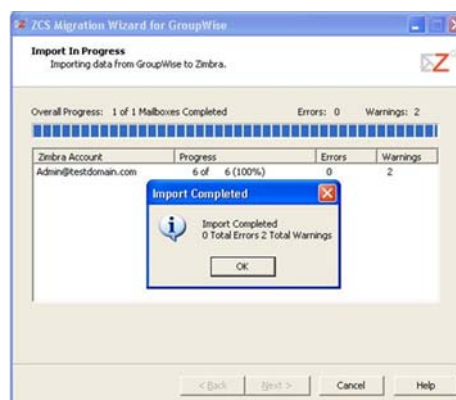 ZCS Migration Wizard for GroupWise
Import In Progress
Importing data from GroupWise to Zimbra.
Overall Progress: 1 of 1 Mailboxes Completed Errors: 0 Warnings: 2
Zimbra Account Progress Errors Warnings
Admin@testdomain.com 6 of 6 (100%) 0 2
Import Completed
Import Completed
0 Total Errors 2 Total Warnings
OK
< Back Next > Cancel Help